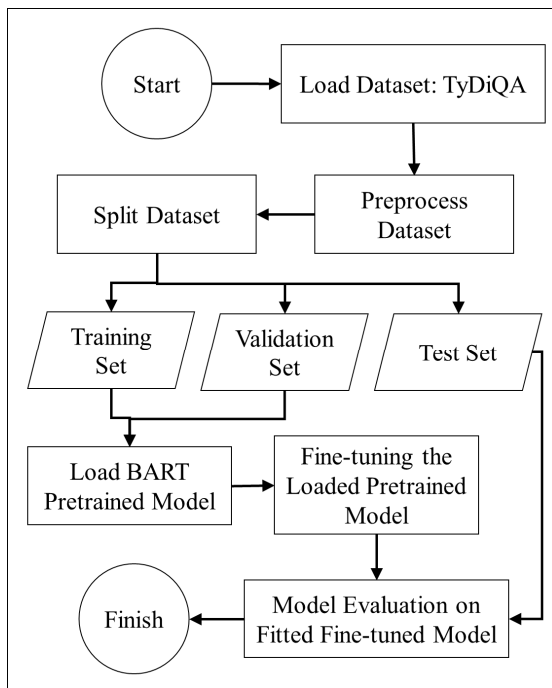 Start
Load Dataset: TyDiQA
Preprocess
Dataset
Split Dataset
Training
Set
Validation
Set
Test Set
Load BART
Pretrained Model
Fine-tuning the
Loaded Pretrained
Model
Model Evaluation on
Fitted Fine-tuned Model
Finish